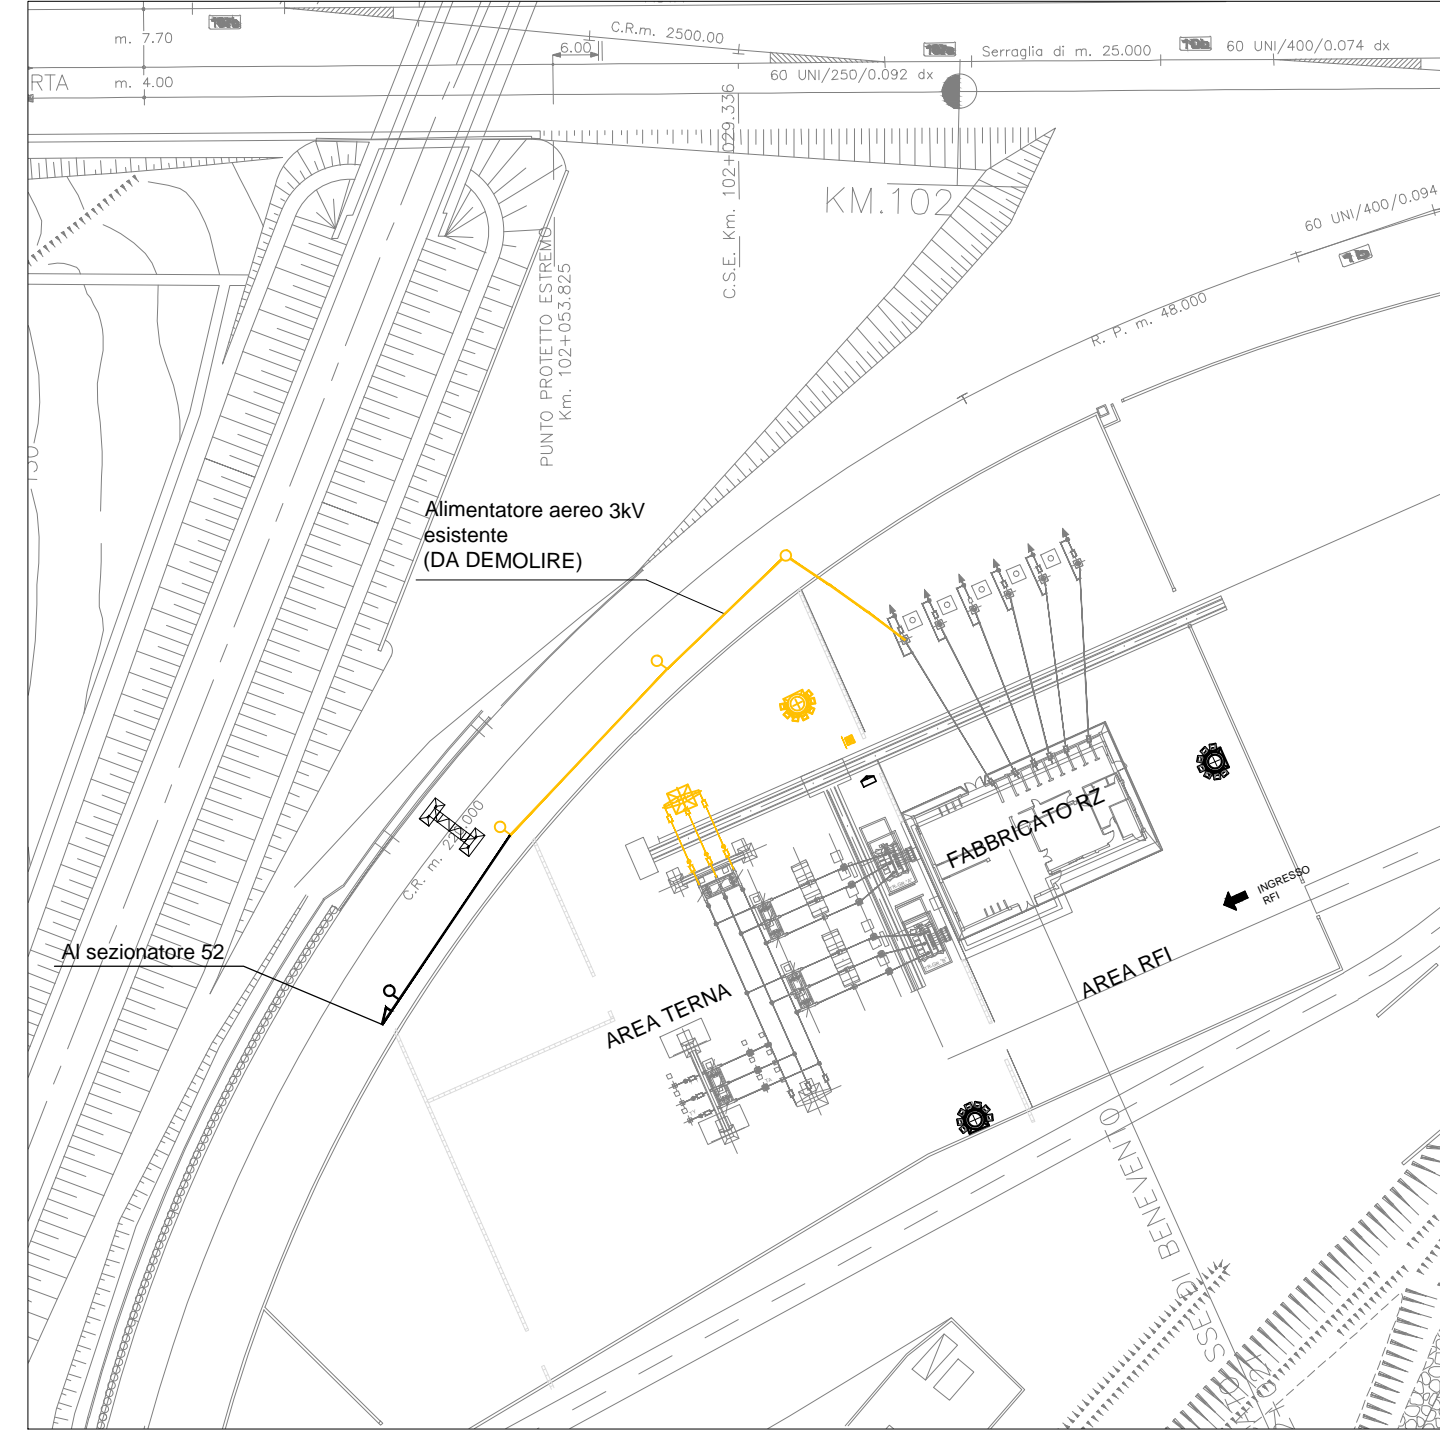 m. 7.70
C.R.m. 2500.00
6.00
Serraglia di m. 25.000
60 UNI/400/0.074 dx
60 UNI/250/0.092 dx
RTA
m. 4.00
C.S.E. Km. 102+029.336
KM.102
60 UNI/400/0.094
PUNTO PROTETTO ESTREMO
Km. 102+053.825
R. P. m. 48.000
Alimentatore aereo 3kV
esistente
(DA DEMOLIRE)
FABBRICATO RZ
INGRESSO
RFI
Al sezionatore 52
AREA RFI
AREA TERNA
SSE DI BENEVENTO